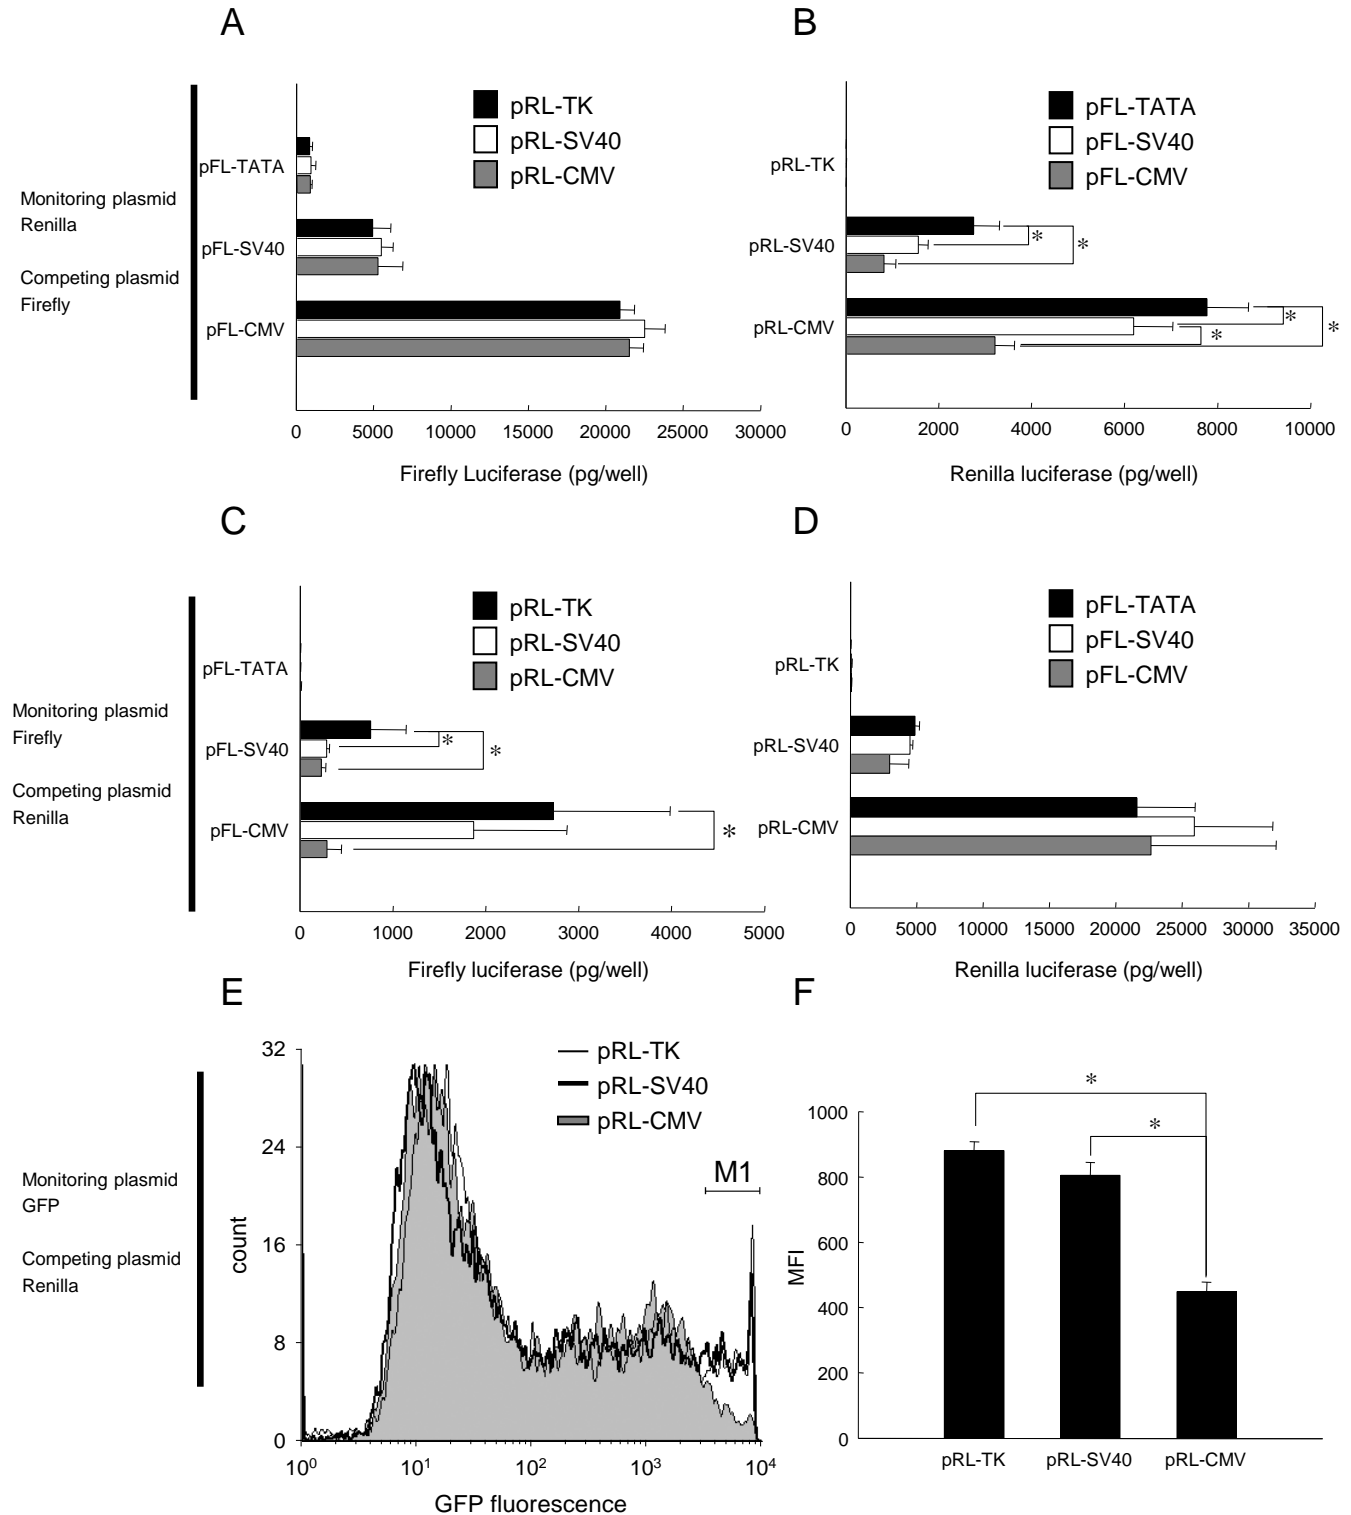 A
pRL-TK
pRL-SV40
pRL-CMV
pFL-TATA
pFL-SV40
pFL-CMV
Monitoring plasmid
Renilla
Competing plasmid
Firefly
0 5000 10000 15000 20000 25000 30000
Firefly Luciferase (pg/well)
B
pFL-TATA
pFL-SV40
pFL-CMV
pRL-TK
pRL-SV40
pRL-CMV
*
*
*
*
*
0 2000 4000 6000 8000 10000
Renilla luciferase (pg/well)
C
pRL-TK
pRL-SV40
pRL-CMV
pFL-TATA
pFL-SV40
pFL-CMV
*
*
*
Monitoring plasmid
Firefly
Competing plasmid
Renilla
0 1000 2000 3000 4000 5000
Firefly luciferase (pg/well)
D
pFL-TATA
pFL-SV40
pFL-CMV
pRL-TK
pRL-SV40
pRL-CMV
0 5000 10000 15000 20000 25000 30000 35000
Renilla luciferase (pg/well)
E
pRL-TK
pRL-SV40
pRL-CMV
M1
Monitoring plasmid
GFP
Competing plasmid
Renilla
count
32
24
16
8
0
10⁰ 10¹ 10² 10³ 10⁴
GFP fluorescence
F
*
*
MFI
1000
800
600
400
200
0
pRL-TK pRL-SV40 pRL-CMV